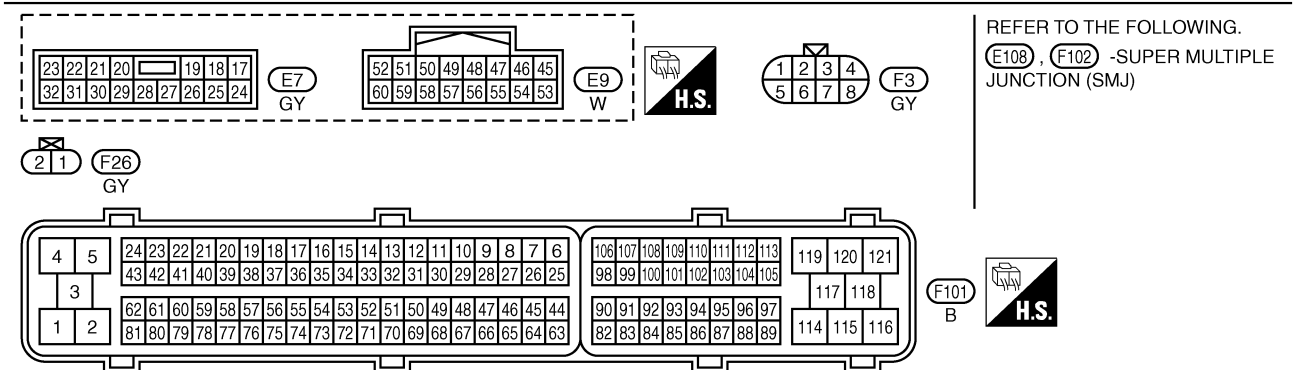 23 22 21 20 19 18 17
32 31 30 29 28 27 26 25 24
E7
GY
52 51 50 49 48 47 46 45
60 59 58 57 56 55 54 53
E9
W
H.S.
1 2 3 4
5 6 7 8
F3
GY
REFER TO THE FOLLOWING.
E108 , F102 -SUPER MULTIPLE
JUNCTION (SMJ)
2 1
F26
GY
4 5
3
1 2
24 23 22 21 20 19 18 17 16 15 14 13 12 11 10 9 8 7 6
43 42 41 40 39 38 37 36 35 34 33 32 31 30 29 28 27 26 25
62 61 60 59 58 57 56 55 54 53 52 51 50 49 48 47 46 45 44
81 80 79 78 77 76 75 74 73 72 71 70 69 68 67 66 65 64 63
106 107 108 109 110 111 112 113
98 99 100 101 102 103 104 105
90 91 92 93 94 95 96 97
82 83 84 85 86 87 88 89
119 120 121
117 118
114 115 116
F101
B
H.S.